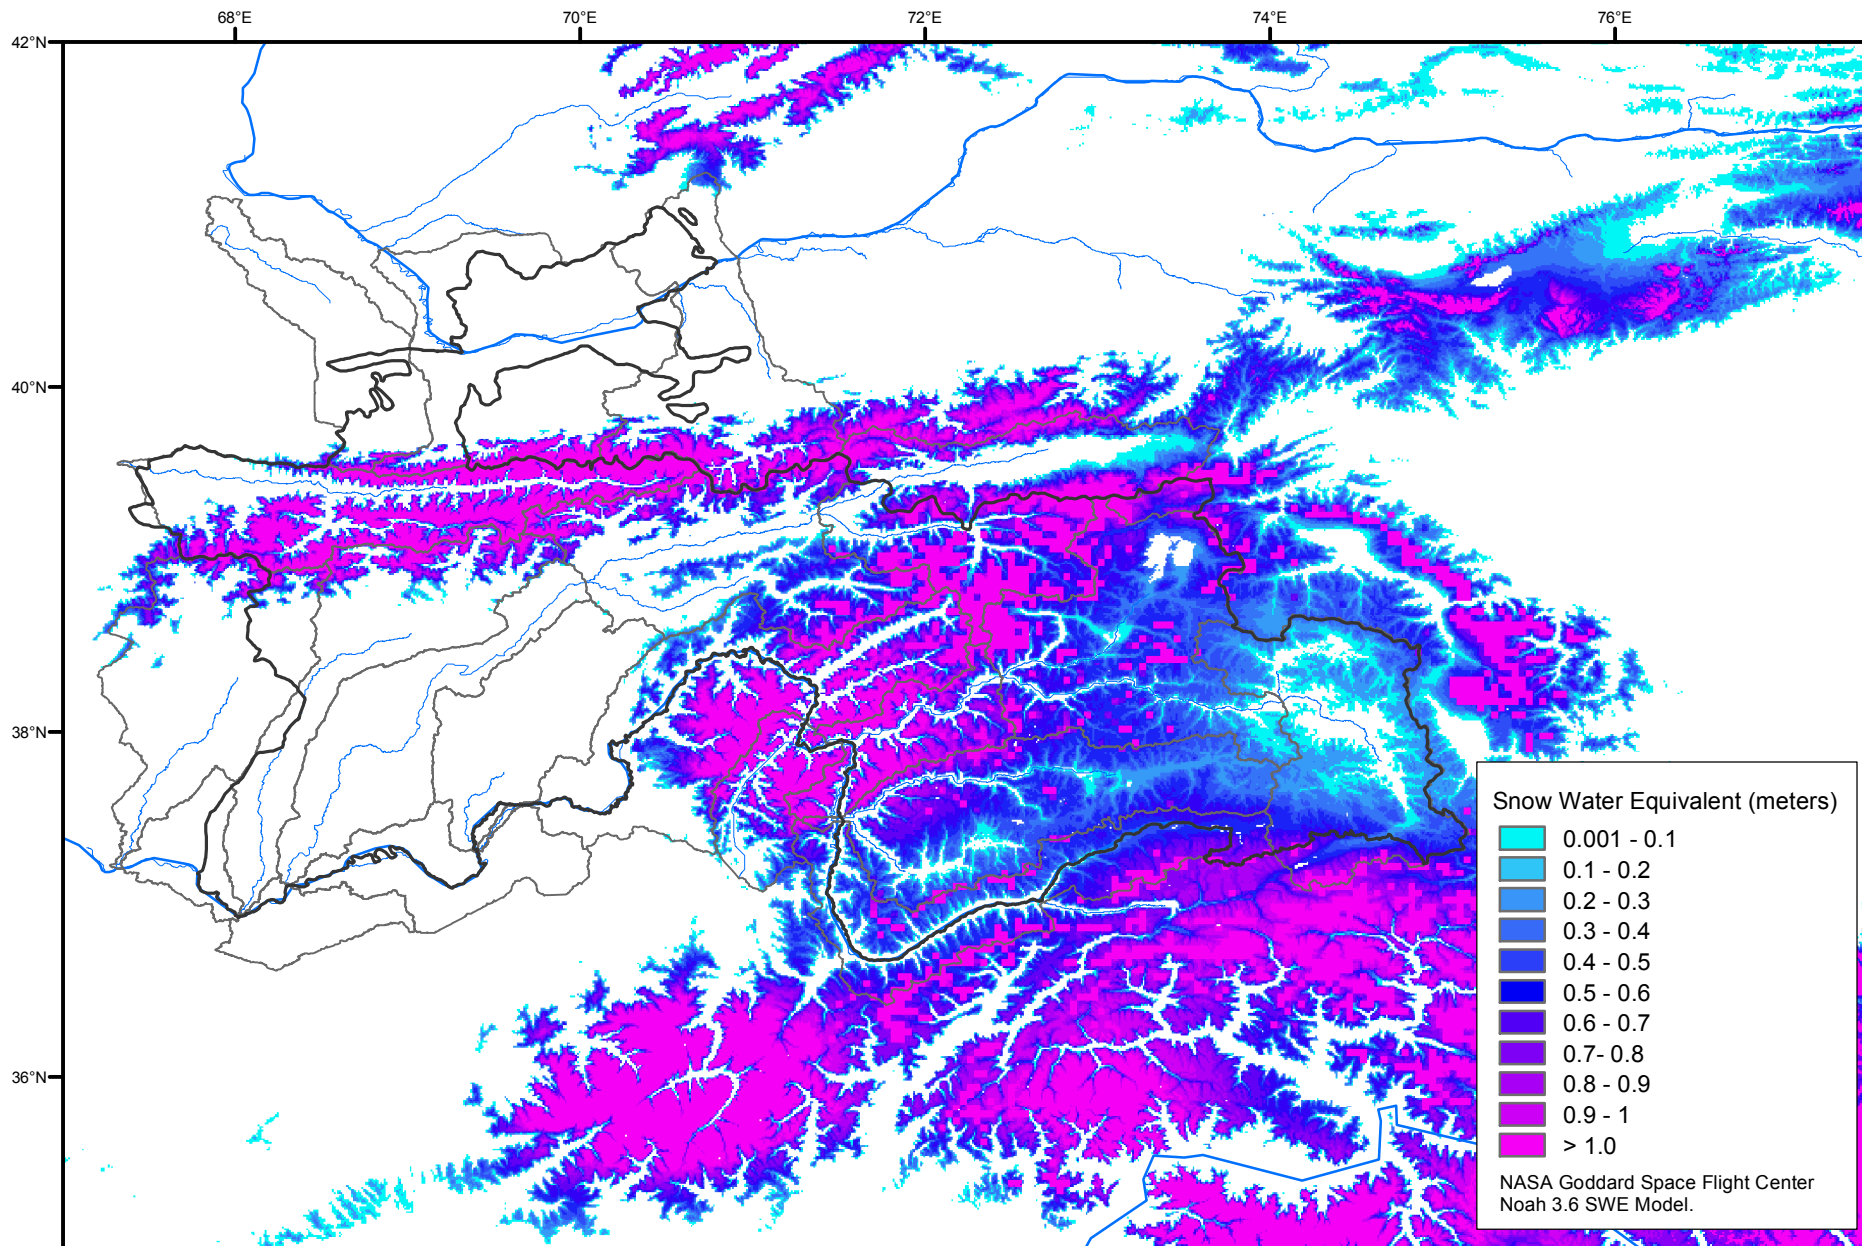 68°E
70°E
72°E
74°E
76°E
42°N
40°N
38°N
36°N
Snow Water Equivalent (meters)
0.001 - 0.1
0.1 - 0.2
0.2 - 0.3
0.3 - 0.4
0.4 - 0.5
0.5 - 0.6
0.6 - 0.7
0.7- 0.8
0.8 - 0.9
0.9 - 1
> 1.0
NASA Goddard Space Flight Center
Noah 3.6 SWE Model.